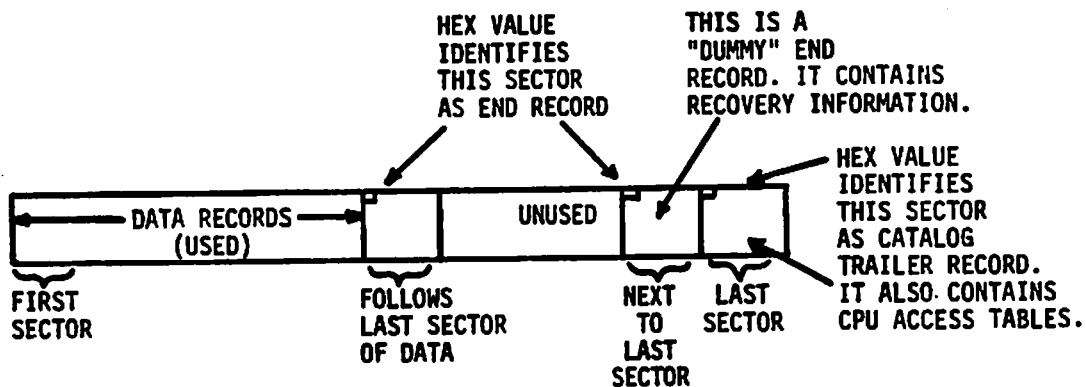 HEX VALUE
IDENTIFIES
THIS SECTOR
AS END RECORD
THIS IS A
"DUMMY" END
RECORD. IT CONTAINS
RECOVERY INFORMATION.
HEX VALUE
IDENTIFIES
THIS SECTOR
AS CATALOG
TRAILER RECORD.
IT ALSO CONTAINS
CPU ACCESS TABLES.
DATA RECORDS
(USED)
UNUSED
FIRST
SECTOR
FOLLOWS
LAST SECTOR
OF DATA
NEXT
TO
LAST
SECTOR
LAST
SECTOR